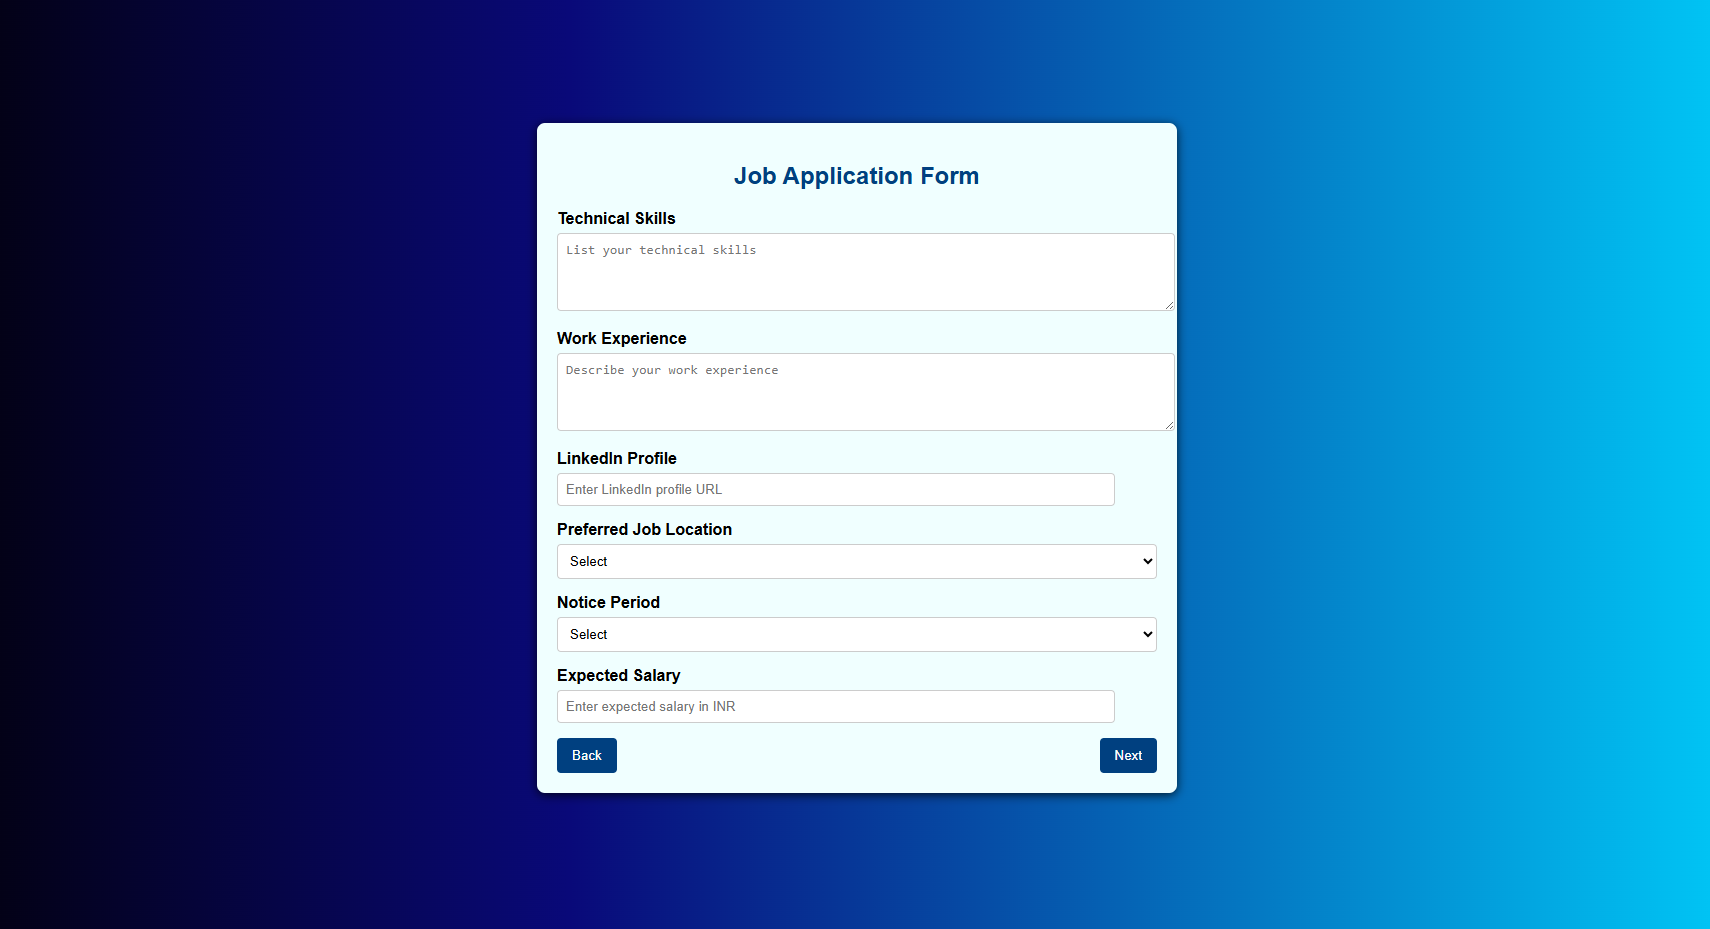 Job Application Form
Technical Skills
List your technical skills
Work Experience
Describe your work experience
LinkedIn Profile
Enter LinkedIn profile URL
Preferred Job Location
Select
Notice Period
Select
Expected Salary
Enter expected salary in INR
Back Next